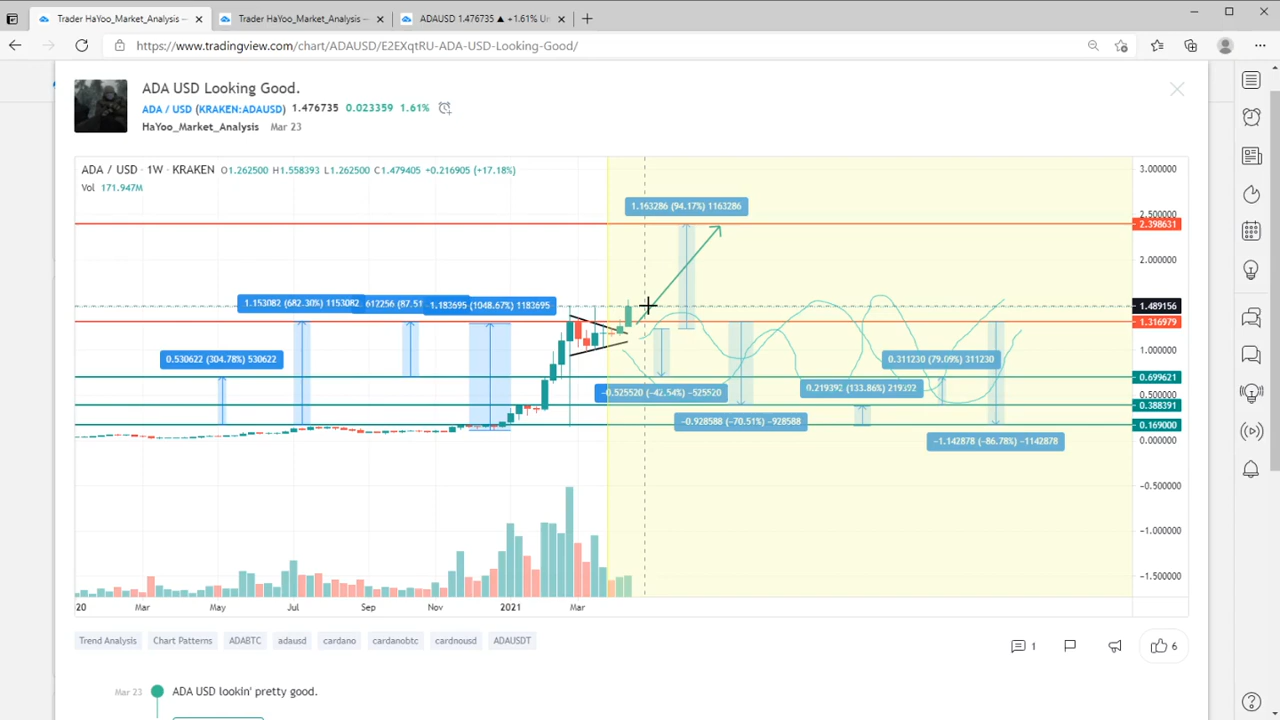 Trader HaYoo_Market_Analysis —
Trader HaYoo_Market_Analysis —
ADAUSD 1.476735 ▲ +1.61% Un
https://www.tradingview.com/chart/ADAUSD/E2EXqtRU-ADA-USD-Looking-Good/
ADA USD Looking Good.
ADA / USD (KRAKEN:ADAUSD) 1.476735 0.023359 1.61%
HaYoo_Market_Analysis Mar 23
ADA / USD · 1W · KRAKEN O1.262500 H1.558393 L1.262500 C1.479405 +0.216905 (+17.18%)
Vol 171.947M
3.000000
1.163286 (94.17%) 1163286
2.500000
2.398631
2.000000
1.153082 (682.30%) 1153082
612256 (87.51
1.183695 (1048.67%) 1183695
1.489156
1.316979
0.530622 (304.78%) 530622
0.311230 (79.09%) 311230
1.000000
0.699621
-0.525520 (-42.54%) -525520
0.219392 (133.86%) 219392
0.500000
0.388391
-0.928588 (-70.51%) -928588
0.169000
-1.142878 (-86.78%) -1142878
0.000000
-0.500000
-1.000000
-1.500000
20 Mar May Jul Sep Nov 2021 Mar
Trend Analysis Chart Patterns ADABTC adausd cardano cardanobtc cardnousd ADAUSDT
1
6
Mar 23 ADA USD lookin' pretty good.